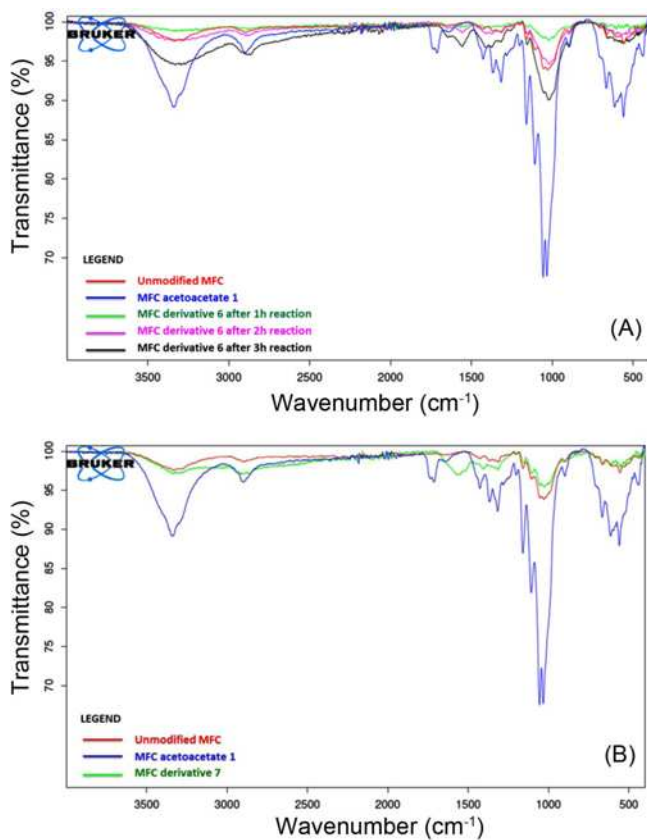 100
BRUKER
95
90
85
80
75
70
Transmittance (%)
LEGEND
Unmodified MFC
MFC acetoacetate 1
MFC derivative 6 after 1h reaction
MFC derivative 6 after 2h reaction
MFC derivative 6 after 3h reaction
(A)
3500 3000 2500 2000 1500 1000 500
Wavenumber (cm⁻¹)
100
BRUKER
95
90
85
80
75
70
Transmittance (%)
LEGEND
Unmodified MFC
MFC acetoacetate 1
MFC derivative 7
(B)
3500 3000 2500 2000 1500 1000 500
Wavenumber (cm⁻¹)